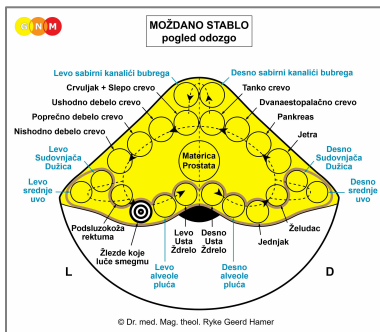 GNM
MOŽDANO STABLO
pogled odozgo
Levo sabirni kanalići bubrega
Desno sabirni kanalići bubrega
Crvuljak + Slepo crevo
Tanko crevo
Ushodno debelo crevo
Dvanaestopalačno crevo
Poprečno debelo crevo
Pankreas
Nishodno debelo crevo
Jetra
Levo
Sudovnjača
Dužica
Desno
Sudovnjača
Dužica
Materica
Prostata
Levo
srednje
uvo
Desno
srednje
uvo
Podsluzokoža
rektuma
Levo
Usta
Ždrelo
Desno
Usta
Ždrelo
Želudac
Jednjak
Žlezde koje
luče smegmu
Levo
alveole
pluća
Desno
alveole
pluća
L
D
© Dr. med. Mag. theol. Ryke Geerd Hamer